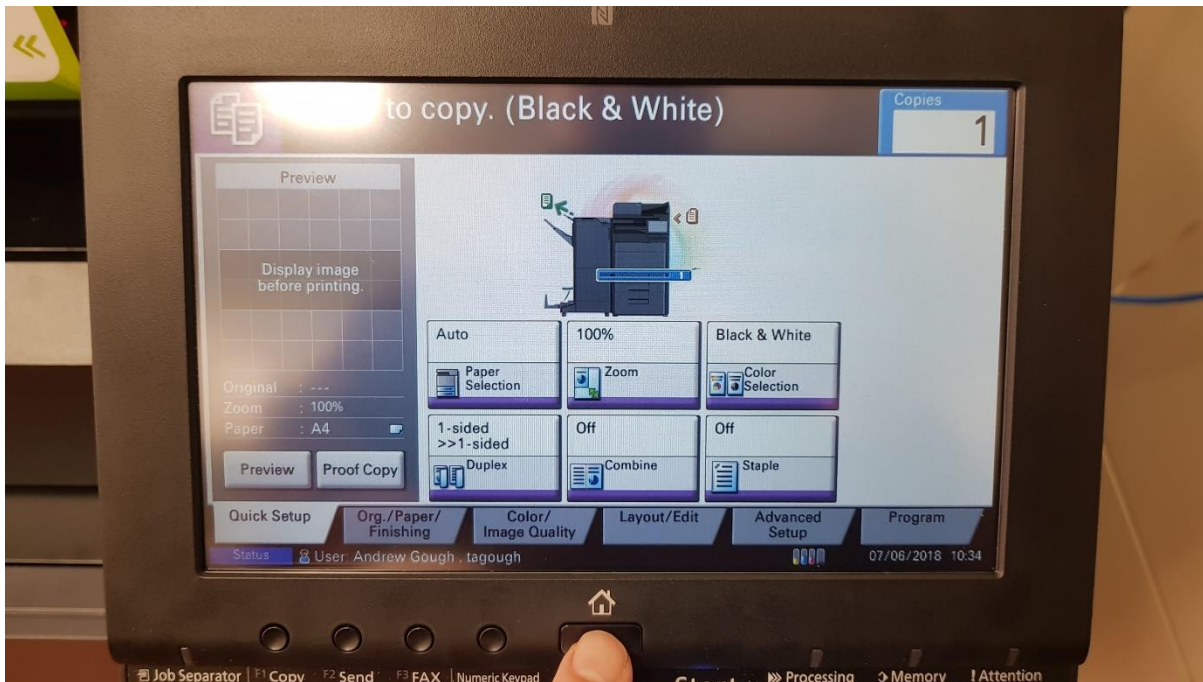 to copy. (Black & White)
Copies
1
Preview
Display image
before printing.
Original : ---
Zoom : 100%
Paper : A4
Preview
Proof Copy
1
Auto
Paper
Selection
100%
Zoom
Black & White
Color
Selection
1-sided
>>1-sided
Duplex
Off
Combine
Off
Staple
Quick Setup
Org./Paper/
Finishing
Color/
Image Quality
Layout/Edit
Advanced
Setup
Program
Status
User: Andrew Gough . tagough
07/06/2018 10:34
Job Separator
F1 Copy
F2 Send
F3 FAX
Numeric Keypad
Processing
Memory
! Attention